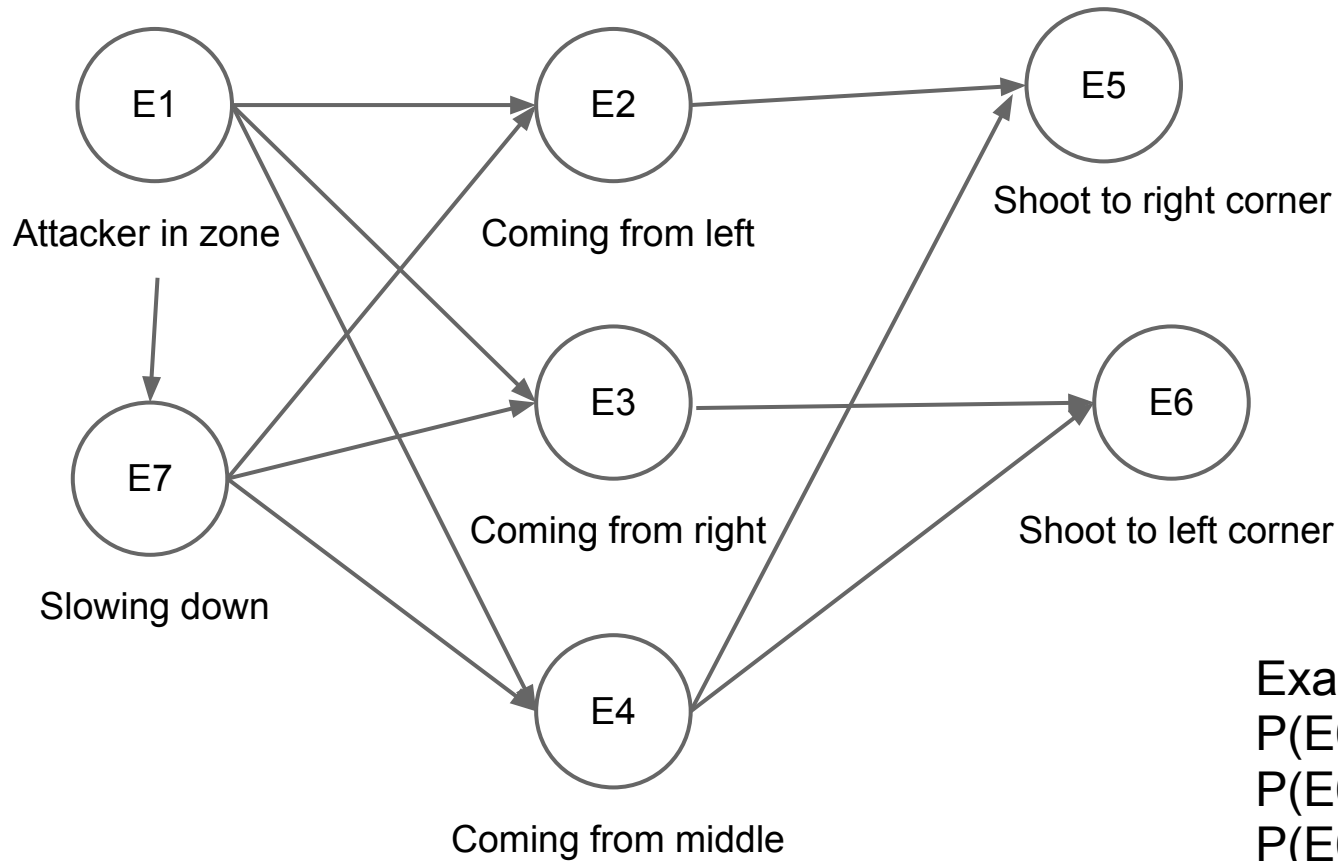 E1
E2
E5
Attacker in zone
Coming from left
Shoot to right corner
E7
E3
E6
Slowing down
Coming from right
Shoot to left corner
E4
Coming from middle